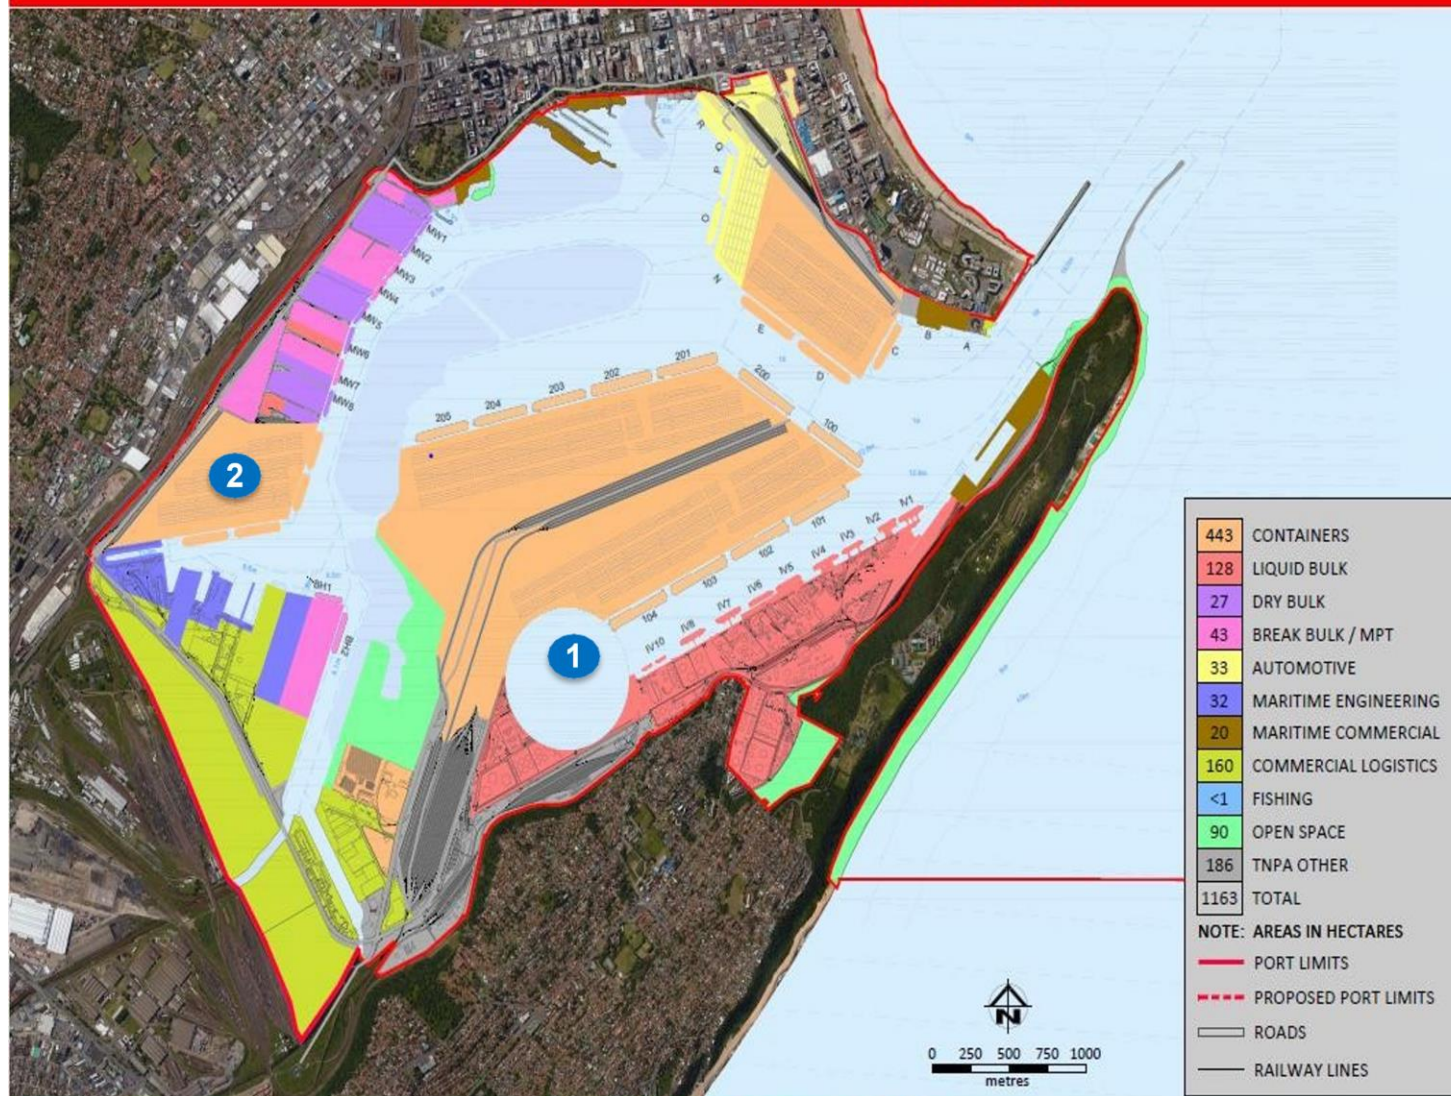 R
Q
P
O
N
MW1
MW2
MW3
MW4
MW5
MW6
MW7
MW8
E
D
C
B
A
205
204
203
202
201
200
100
101
102
103
104
IV1
IV2
IV3
IV4
IV5
IV6
IV7
IV8
IV10
BH1
BH2
2
1
443 CONTAINERS
128 LIQUID BULK
27 DRY BULK
43 BREAK BULK / MPT
33 AUTOMOTIVE
32 MARITIME ENGINEERING
20 MARITIME COMMERCIAL
160 COMMERCIAL LOGISTICS
<1 FISHING
90 OPEN SPACE
186 TNPA OTHER
1163 TOTAL
NOTE: AREAS IN HECTARES
PORT LIMITS
PROPOSED PORT LIMITS
ROADS
RAILWAY LINES
N
0 250 500 750 1000
metres